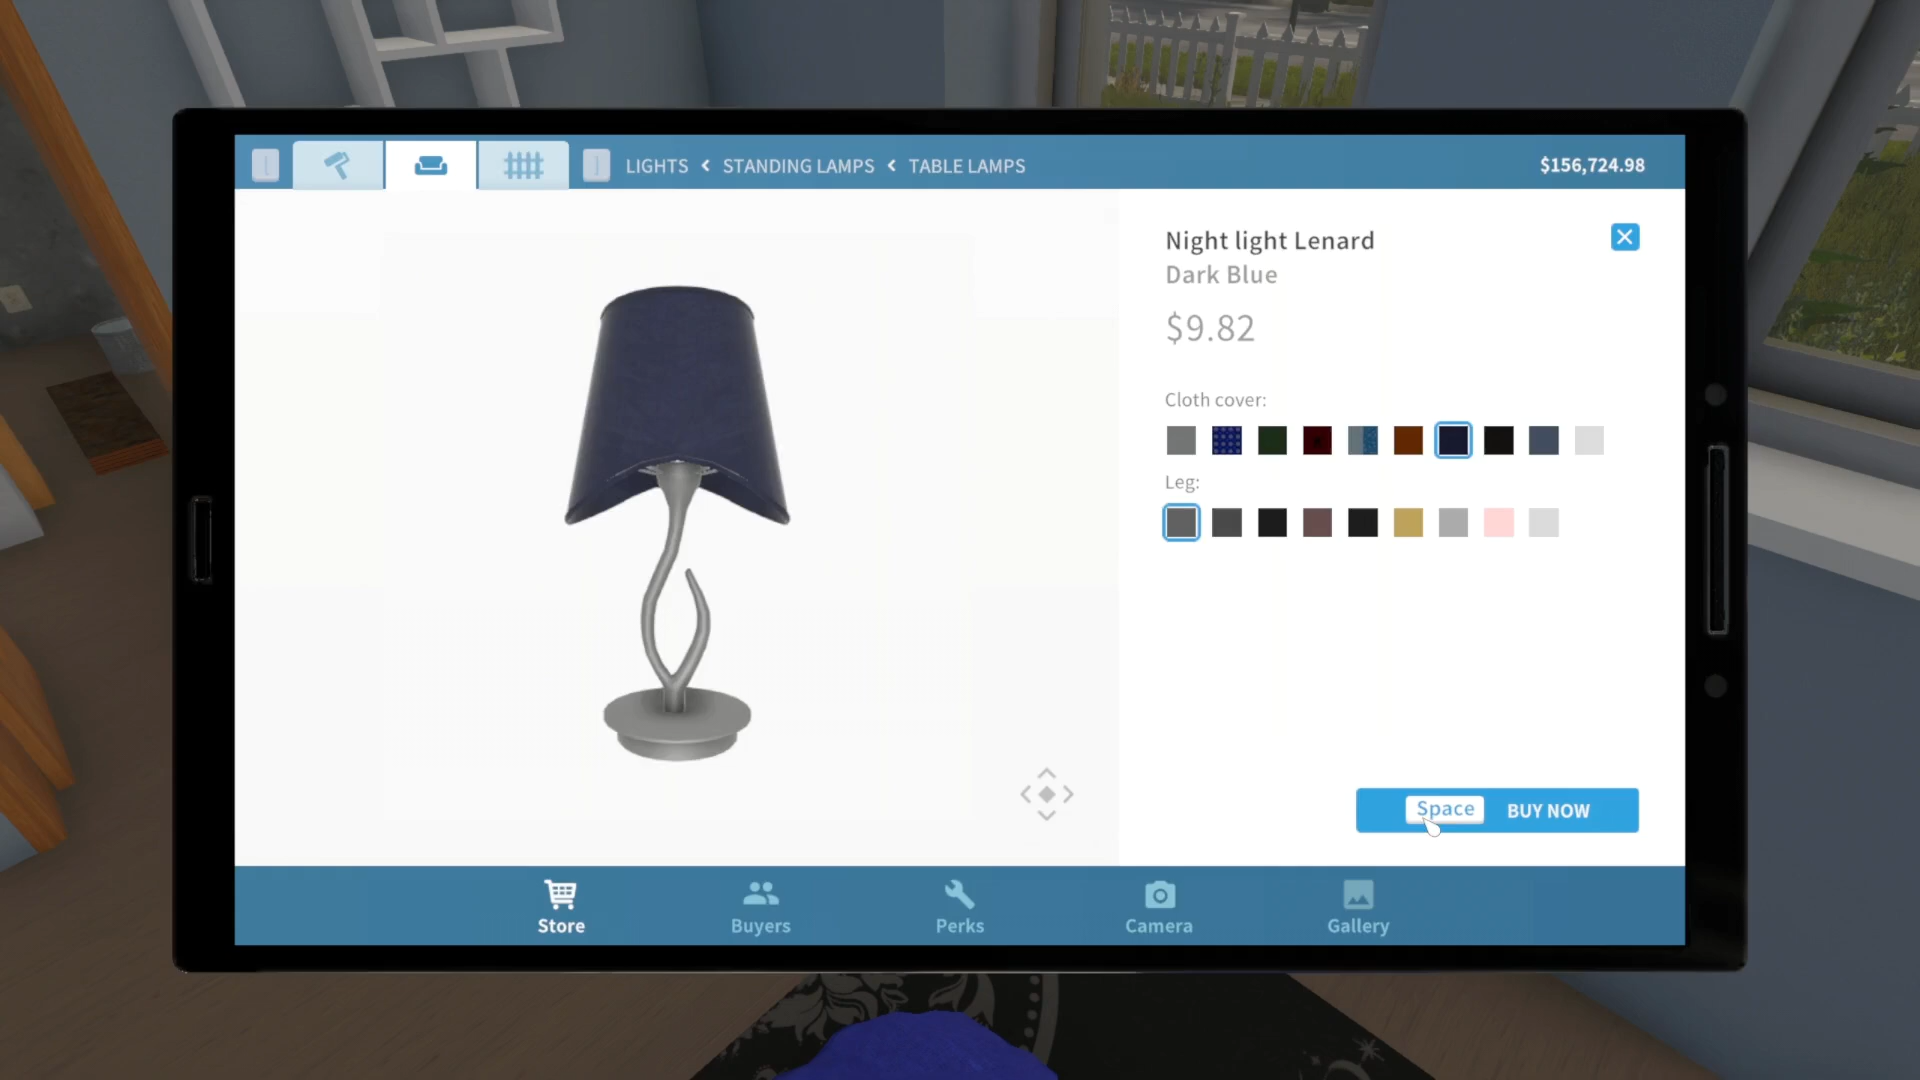 LIGHTS < STANDING LAMPS < TABLE LAMPS
$156,724.98
Night light Lenard
Dark Blue
$9.82
Cloth cover:
Leg:
Space BUY NOW
Store Buyers Perks Camera Gallery